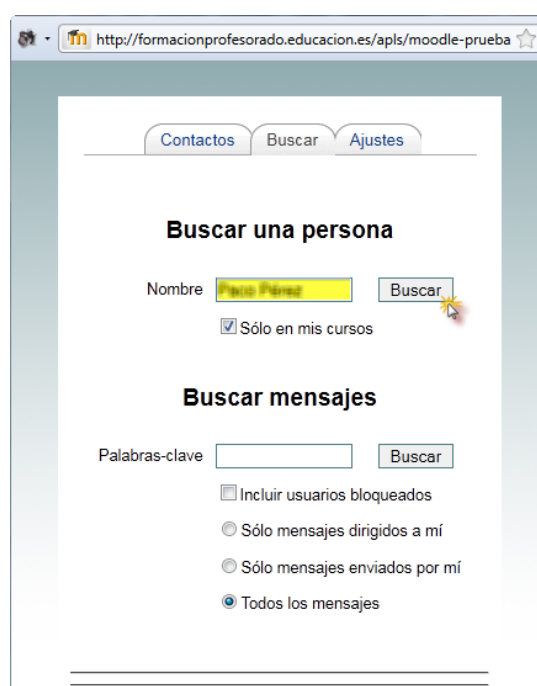 http://formacionprofesorado.educacion.es/apls/moodle-prueba
Contactos Buscar Ajustes
Buscar una persona
Nombre Buscar
Sólo en mis cursos
Buscar mensajes
Palabras-clave Buscar
Incluir usuarios bloqueados
Sólo mensajes dirigidos a mí
Sólo mensajes enviados por mí
Todos los mensajes